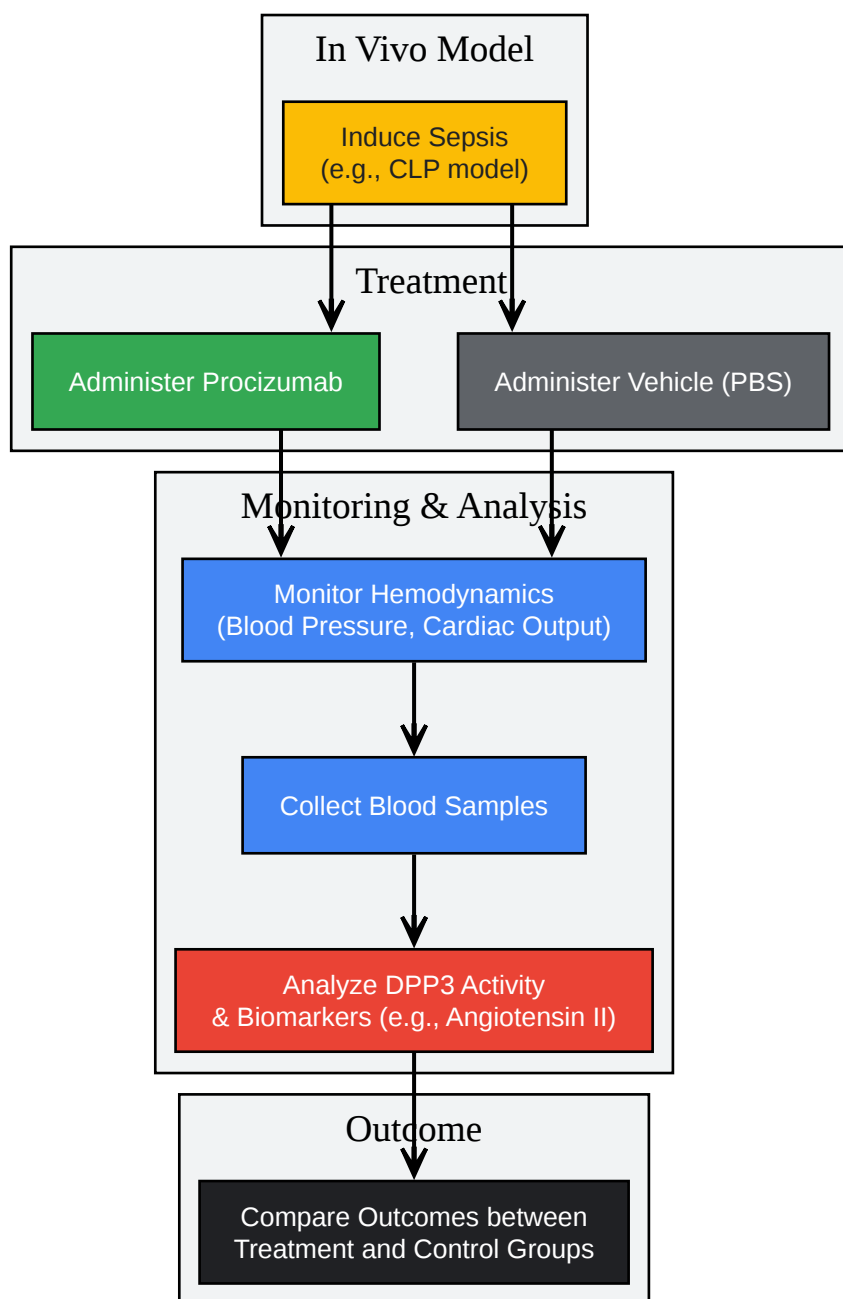 In Vivo Model
Induce Sepsis
(e.g., CLP model)
Treatment
Administer Procizumab
Administer Vehicle (PBS)
Monitoring & Analysis
Monitor Hemodynamics
(Blood Pressure, Cardiac Output)
Collect Blood Samples
Analyze DPP3 Activity
& Biomarkers (e.g., Angiotensin II)
Outcome
Compare Outcomes between
Treatment and Control Groups